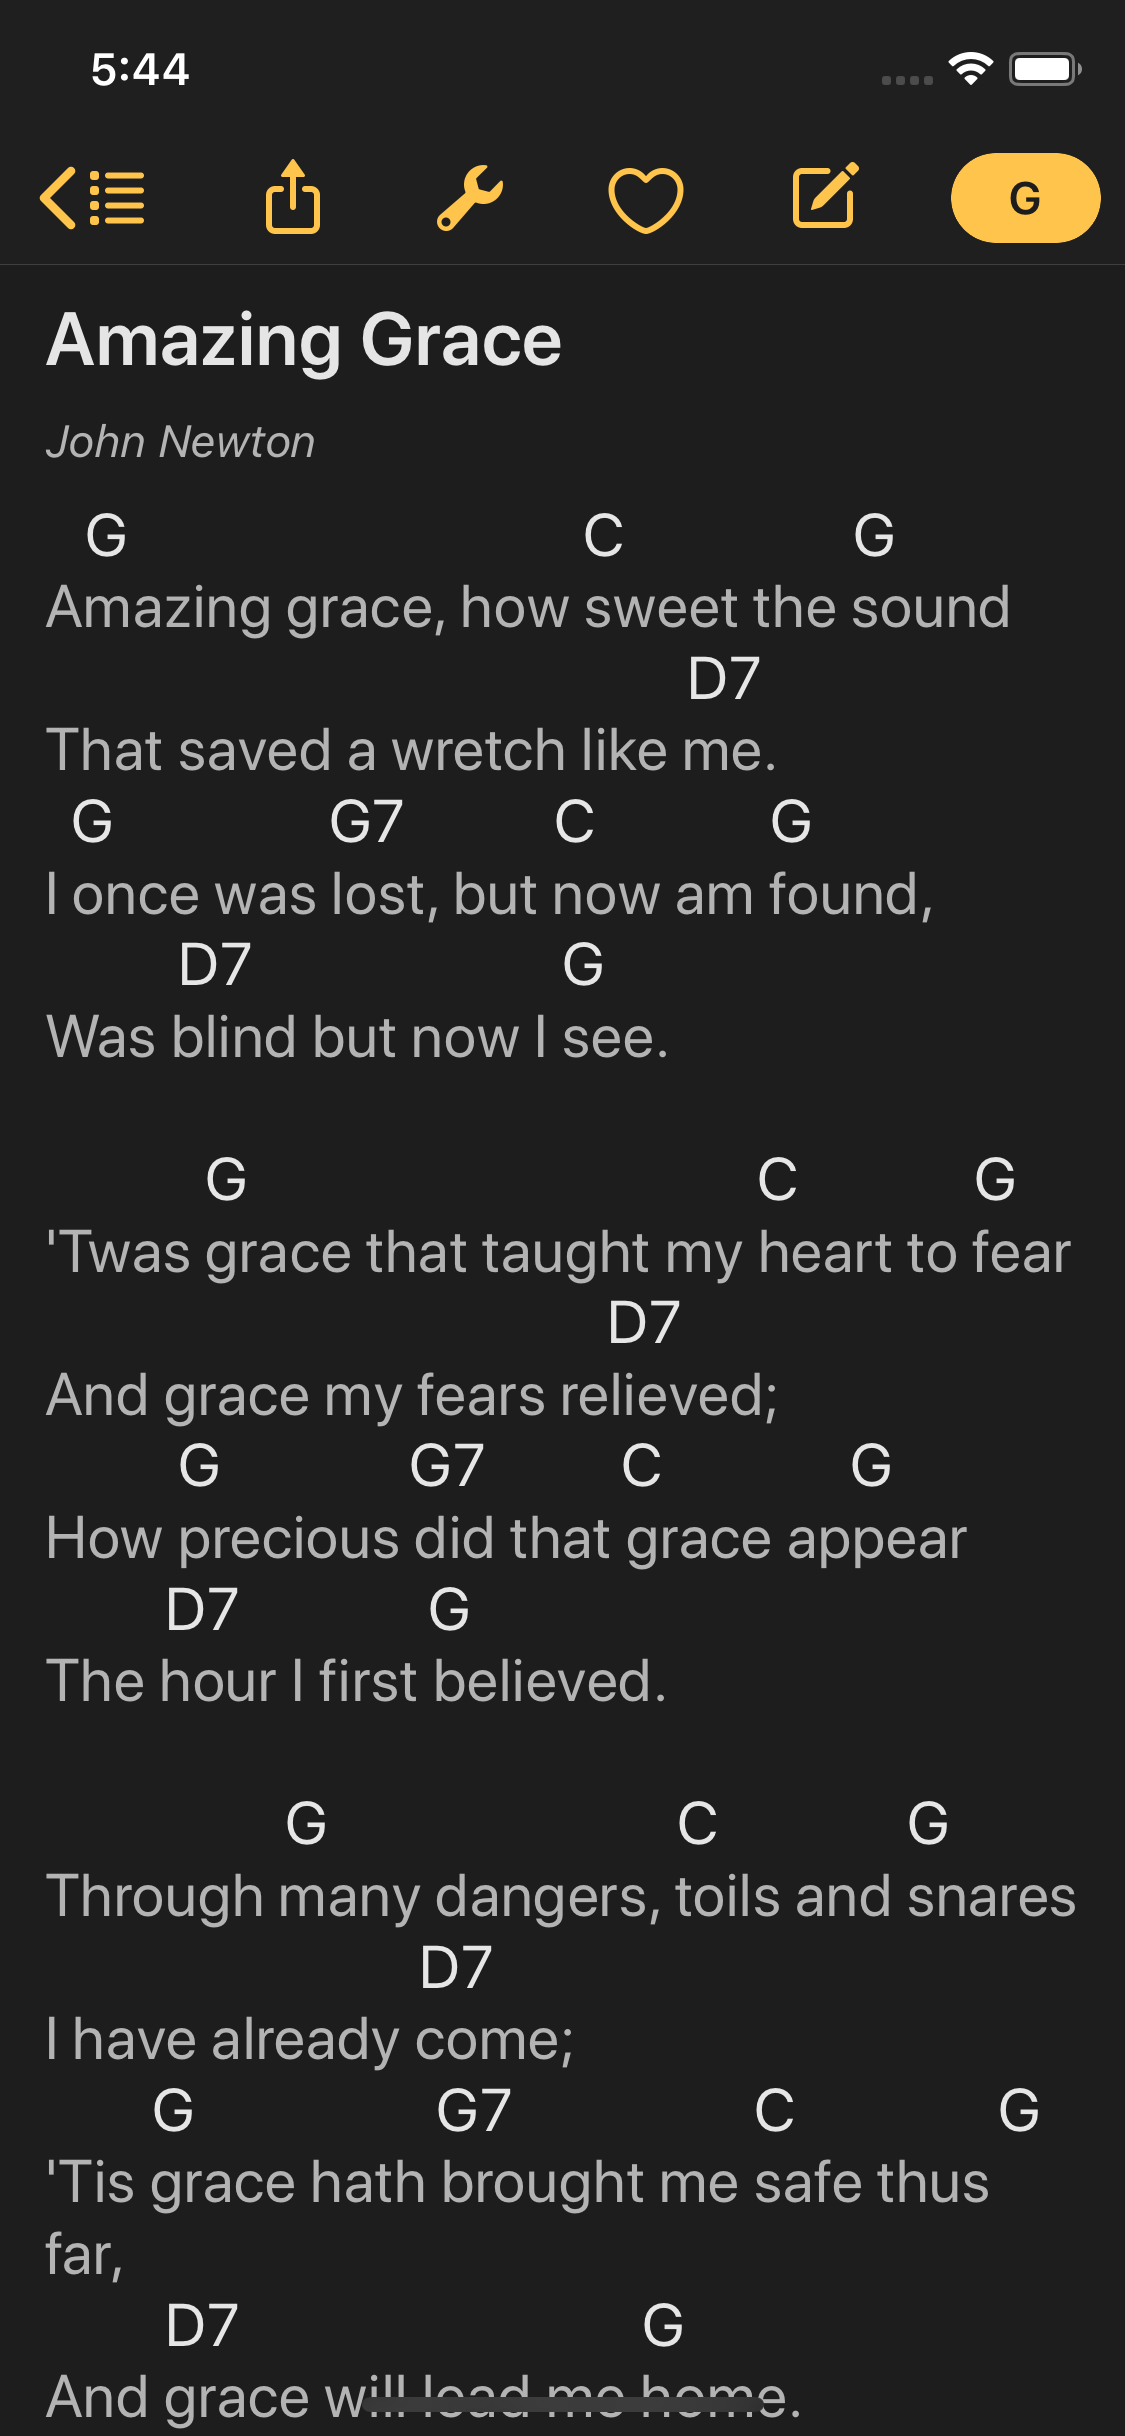 5:44
G
Amazing Grace
John Newton
G C G
Amazing grace, how sweet the sound
D7
That saved a wretch like me.
G G7 C G
I once was lost, but now am found,
D7 G
Was blind but now I see.
G C G
'Twas grace that taught my heart to fear
D7
And grace my fears relieved;
G G7 C G
How precious did that grace appear
D7 G
The hour I first believed.
G C G
Through many dangers, toils and snares
D7
I have already come;
G G7 C G
'Tis grace hath brought me safe thus
far,
D7 G
And grace will lead me home.